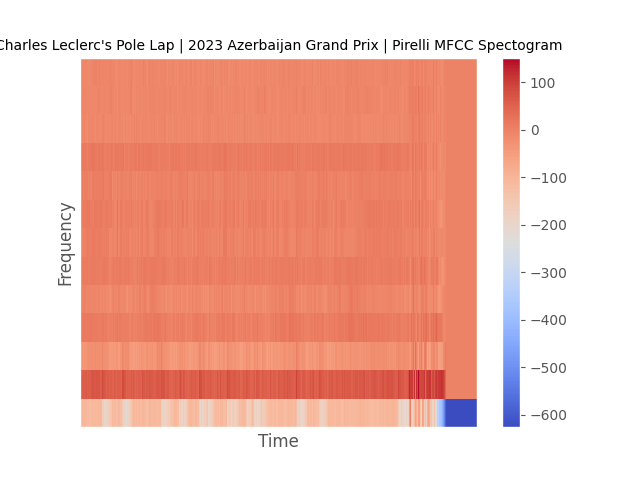 Charles Leclerc's Pole Lap | 2023 Azerbaijan Grand Prix | Pirelli MFCC Spectogram
Frequency
Time
100
0
−100
−200
−300
−400
−500
−600